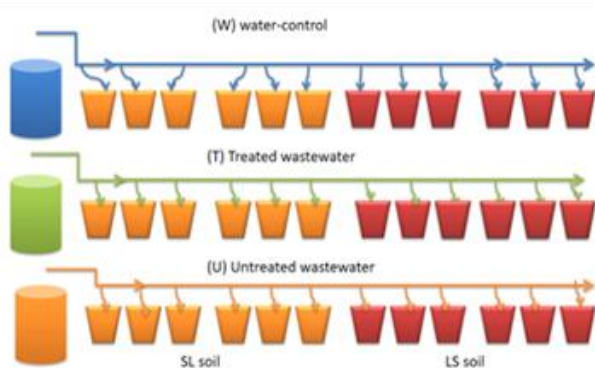 (W) water-control
(T) Treated wastewater
(U) Untreated wastewater
SL soil
LS soil